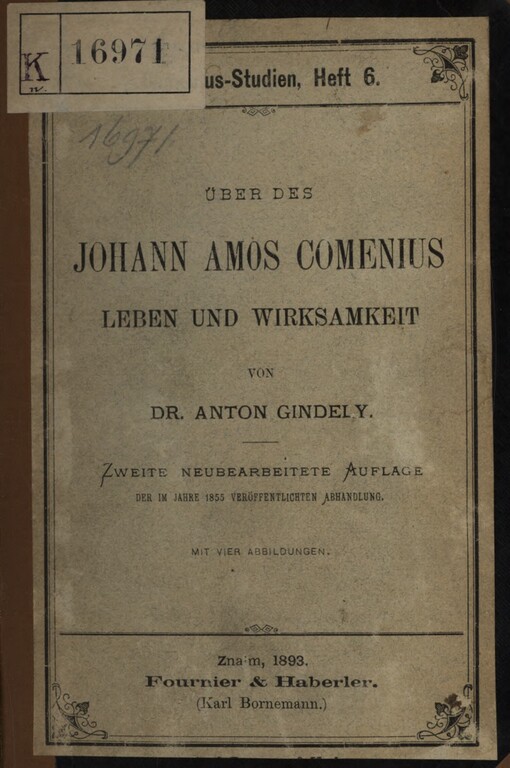 K
16971
us-Studien, Heft 6.
16971
ÜBER DES
JOHANN AMOS COMENIUS
LEBEN UND WIRKSAMKEIT
VON
DR. ANTON GINDELY.
ZWEITE NEUBEARBEITETE AUFLAGE
DER IM JAHRE 1855 VERÖFFENTLICHTEN ABHANDLUNG.
MIT VIER ABBILDUNGEN.
Znaim, 1893.
Fournier & Haberler.
(Karl Bornemann.)